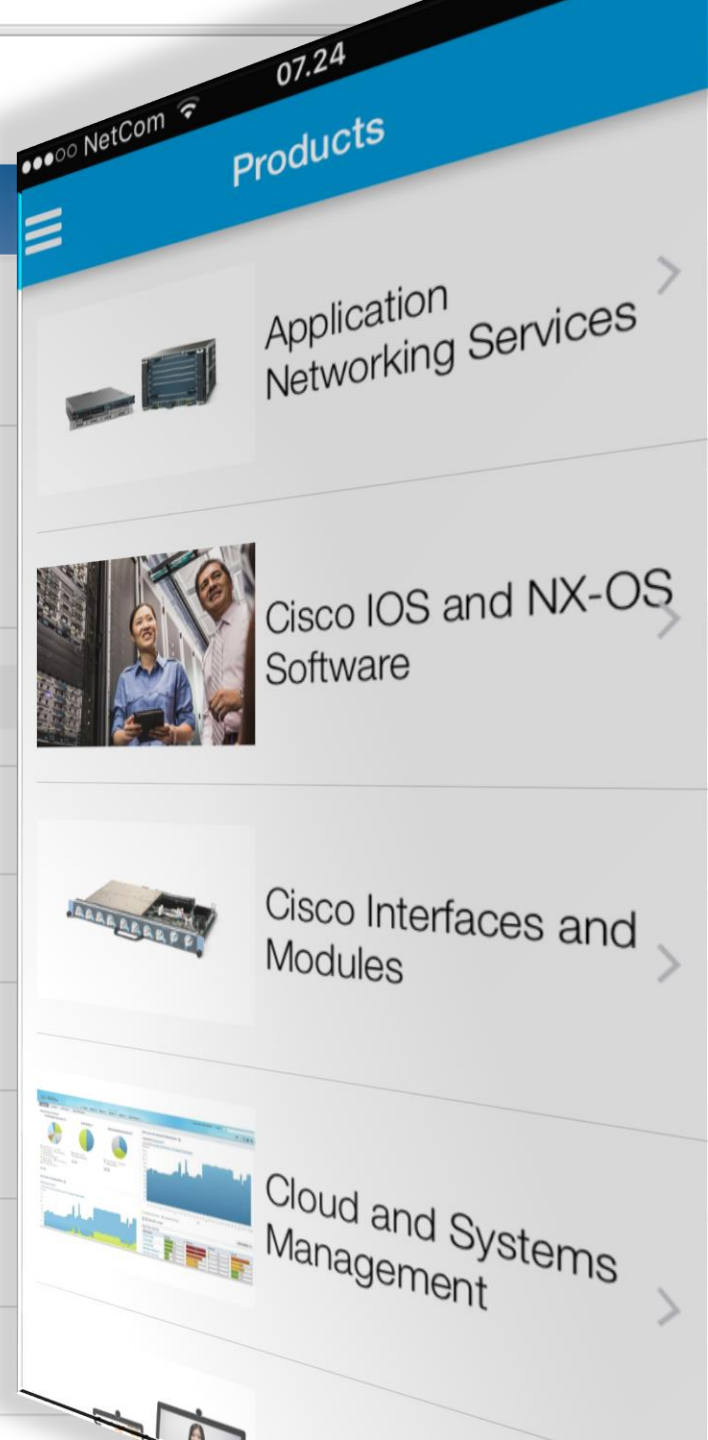 ●●●○○ NetCom 07.24
Products
Application
Networking Services
Cisco IOS and NX-OS
Software
Cisco Interfaces and
Modules
Cloud and Systems
Management